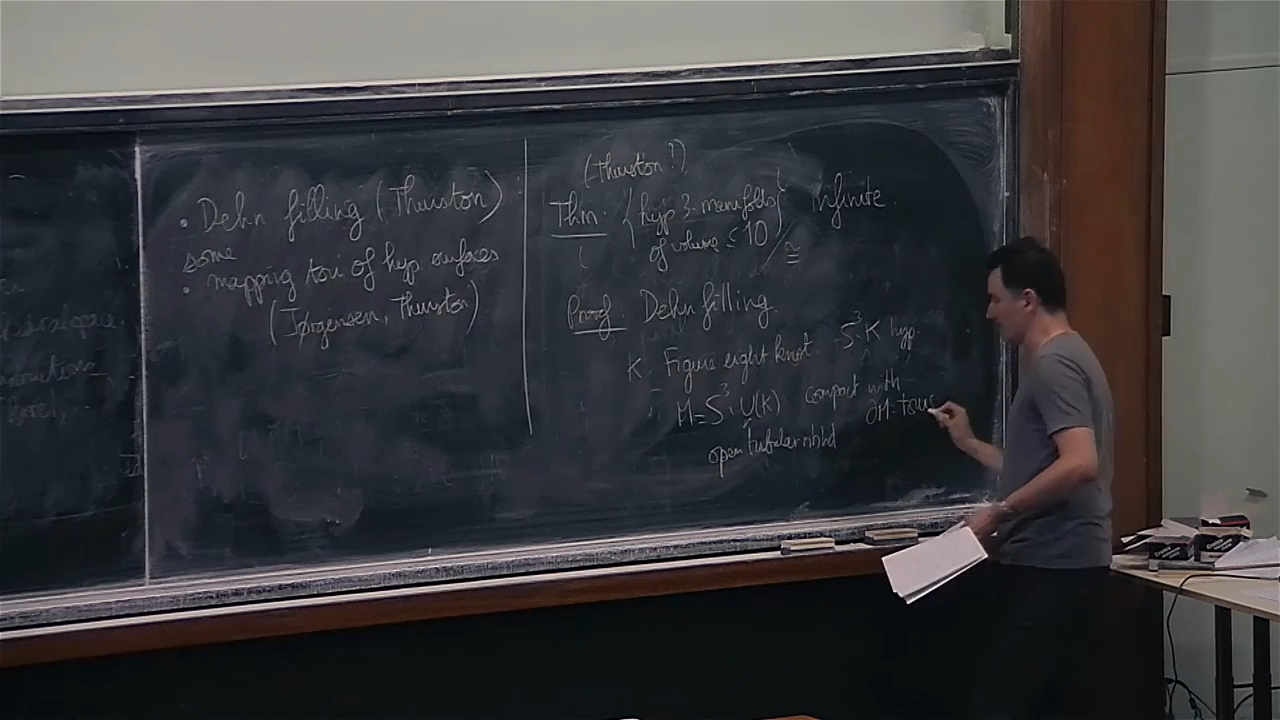 • Dehn filling (Thurston)
some
• mapping tori of hyp. surfaces
(Jørgensen, Thurston)
(Thurston?)
Thm: { hyp 3-manifolds
of volume ≤ 10 } / ≅ infinite.
Proof: Dehn filling.
K Figure eight knot. S³-K hyp.
M = S³ \ U(K) compact with
∂M = torus
open tubular nbhd